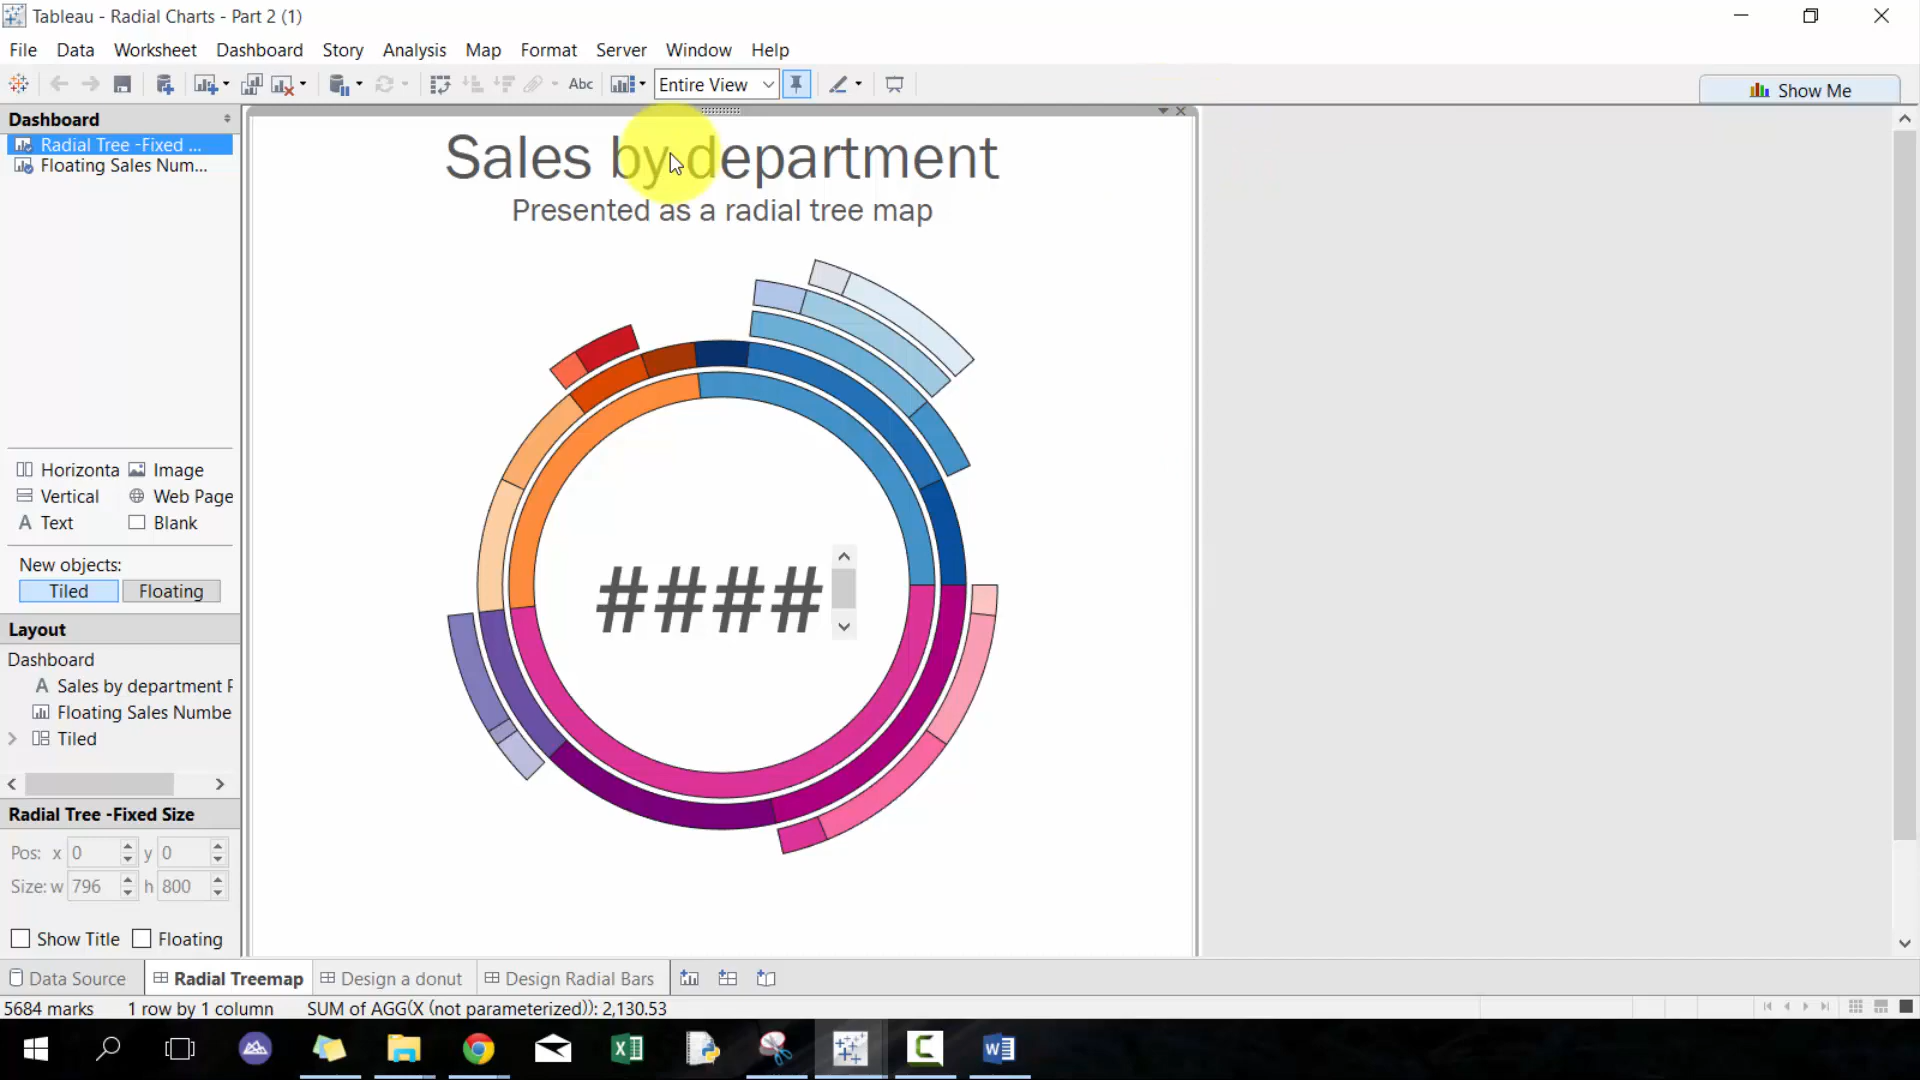 Tableau - Radial Charts - Part 2 (1)
File Data Worksheet Dashboard Story Analysis Map Format Server Window Help
Abc Entire View
Show Me
Dashboard
Radial Tree -Fixed ...
Floating Sales Num...
Sales by department
Presented as a radial tree map
####
Horizonta Image
Vertical Web Page
A Text Blank
New objects:
Tiled Floating
Layout
Dashboard
A Sales by department F
Floating Sales Numbe
Tiled
Radial Tree -Fixed Size
Pos: x 0 y 0
Size: w 796 h 800
Show Title Floating
Data Source Radial Treemap Design a donut Design Radial Bars
5684 marks 1 row by 1 column SUM of AGG(X (not parameterized)): 2,130.53